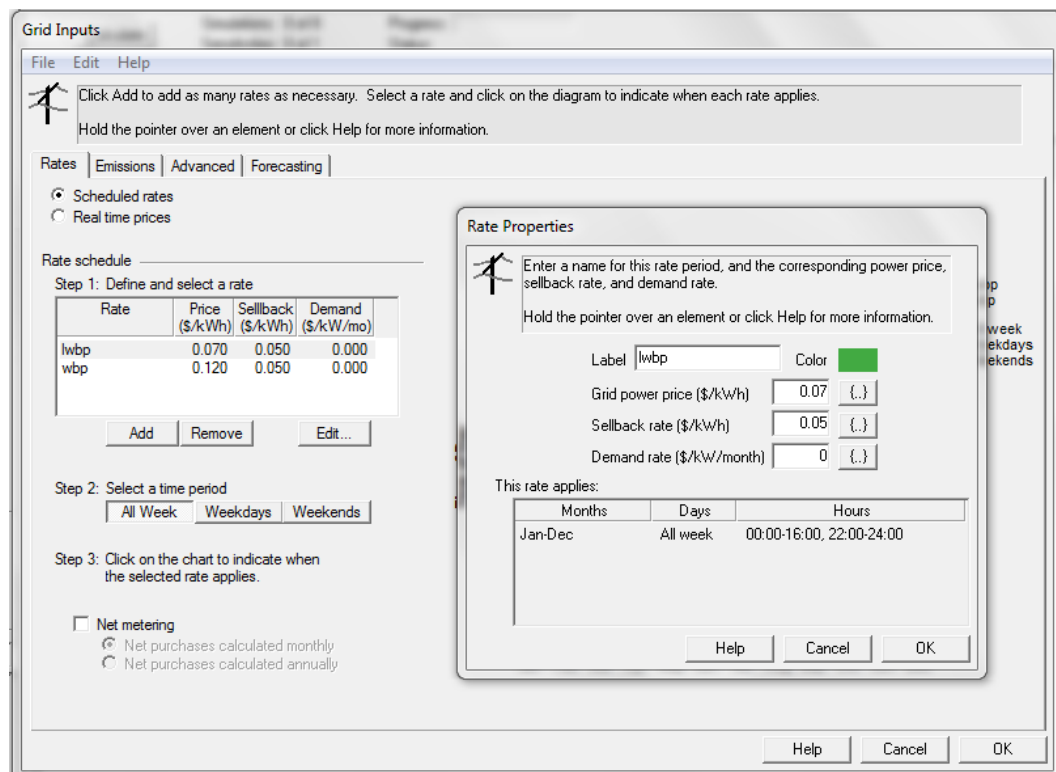 Grid Inputs
File Edit Help
Click Add to add as many rates as necessary. Select a rate and click on the diagram to indicate when each rate applies.
Hold the pointer over an element or click Help for more information.
Rates Emissions Advanced Forecasting
Scheduled rates
Real time prices
Rate schedule
Step 1: Define and select a rate
Rate Price ($/kWh) Sellback ($/kWh) Demand ($/kW/mo)
lwbp 0.070 0.050 0.000
wbp 0.120 0.050 0.000
Add Remove Edit...
Step 2: Select a time period
All Week Weekdays Weekends
Step 3: Click on the chart to indicate when
the selected rate applies.
Net metering
Net purchases calculated monthly
Net purchases calculated annually
Rate Properties
Enter a name for this rate period, and the corresponding power price,
sellback rate, and demand rate.
Hold the pointer over an element or click Help for more information.
Label lwbp Color
Grid power price ($/kWh) 0.07 {..}
Sellback rate ($/kWh) 0.05 {..}
Demand rate ($/kW/month) 0 {..}
This rate applies:
Months Days Hours
Jan-Dec All week 00:00-16:00, 22:00-24:00
Help Cancel OK
week
ekdays
ekends
Help Cancel OK